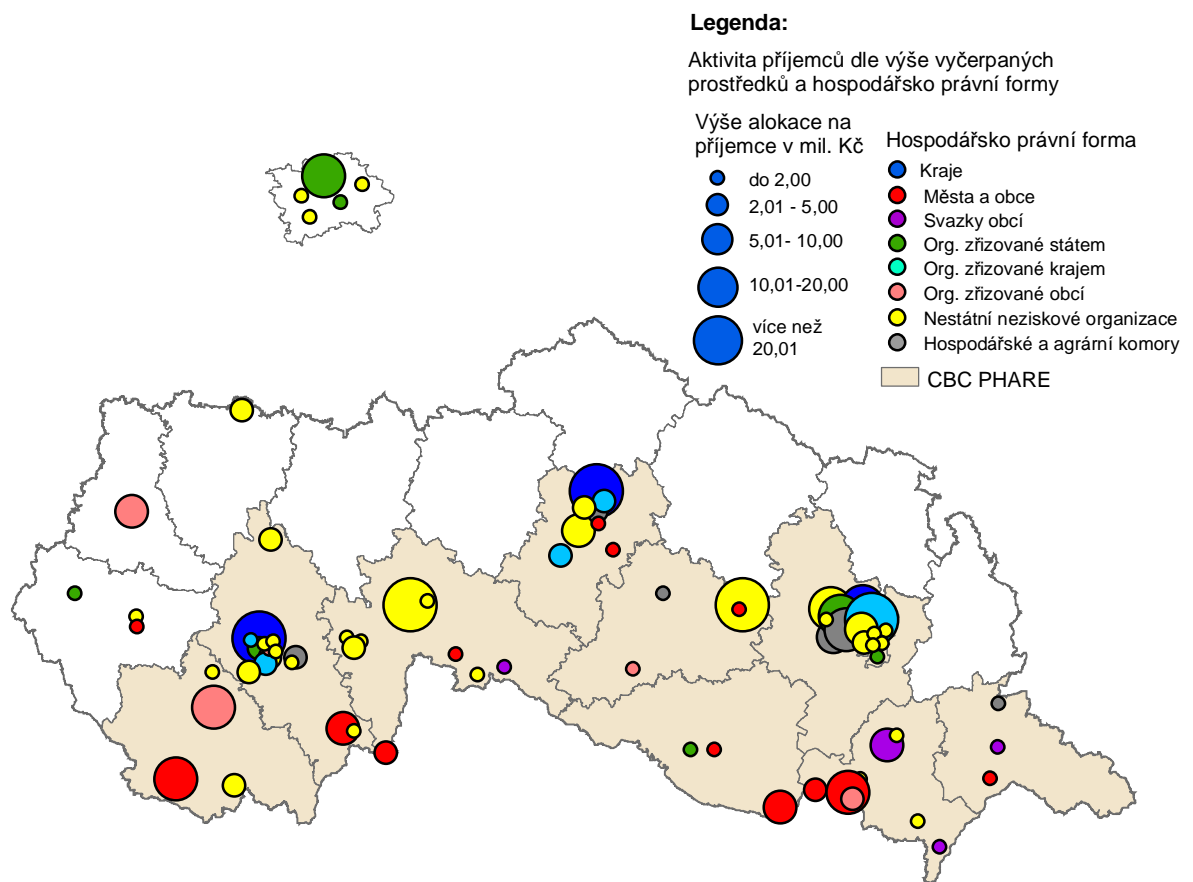 Legenda:
Aktivita příjemců dle výše vyčerpaných
prostředků a hospodářsko právní formy
Výše alokace na
příjemce v mil. Kč
do 2,00
2,01 - 5,00
5,01- 10,00
10,01-20,00
více než
20,01
Hospodářsko právní forma
Kraje
Města a obce
Svazky obcí
Org. zřizované státem
Org. zřizované krajem
Org. zřizované obcí
Nestátní neziskové organizace
Hospodářské a agrární komory
CBC PHARE